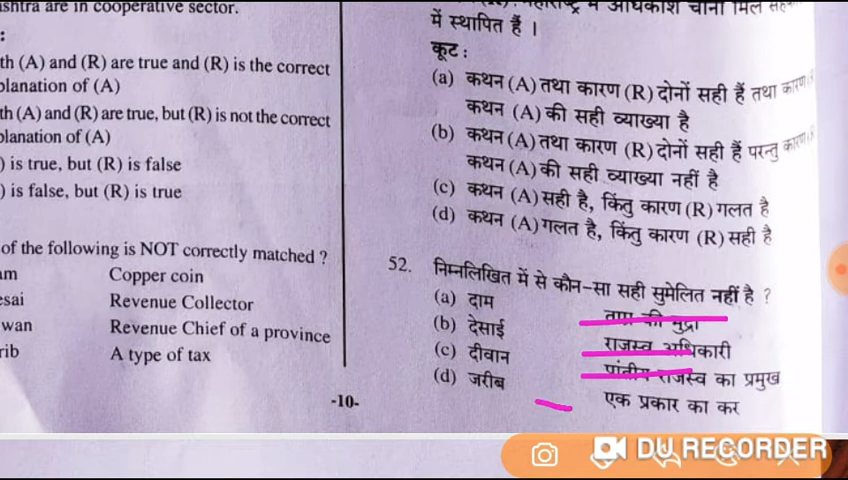 are in cooperative sector.
:
th (A) and (R) are true and (R) is the correct
planation of (A)
th (A) and (R) are true, but (R) is not the correct
planation of (A)
) is true, but (R) is false
) is false, but (R) is true
of the following is NOT correctly matched ?
am Copper coin
esai Revenue Collector
wan Revenue Chief of a province
rib A type of tax
-10-
में अधिकांश चीनी मिलें
में स्थापित हैं ।
कूट :
(a) कथन (A) तथा कारण (R) दोनों सही हैं तथा कारण
कथन (A) की सही व्याख्या है
(b) कथन (A) तथा कारण (R) दोनों सही हैं परन्तु कारण
कथन (A) की सही व्याख्या नहीं है
(c) कथन (A) सही है, किंतु कारण (R) गलत है
(d) कथन (A) गलत है, किंतु कारण (R) सही है
52. निम्नलिखित में से कौन-सा सही सुमेलित नहीं है ?
(a) दाम ताम्र की मुद्रा
(b) देसाई राजस्व अधिकारी
(c) दीवान प्रांतीय राजस्व का प्रमुख
(d) जरीब एक प्रकार का कर
DU RECORDER